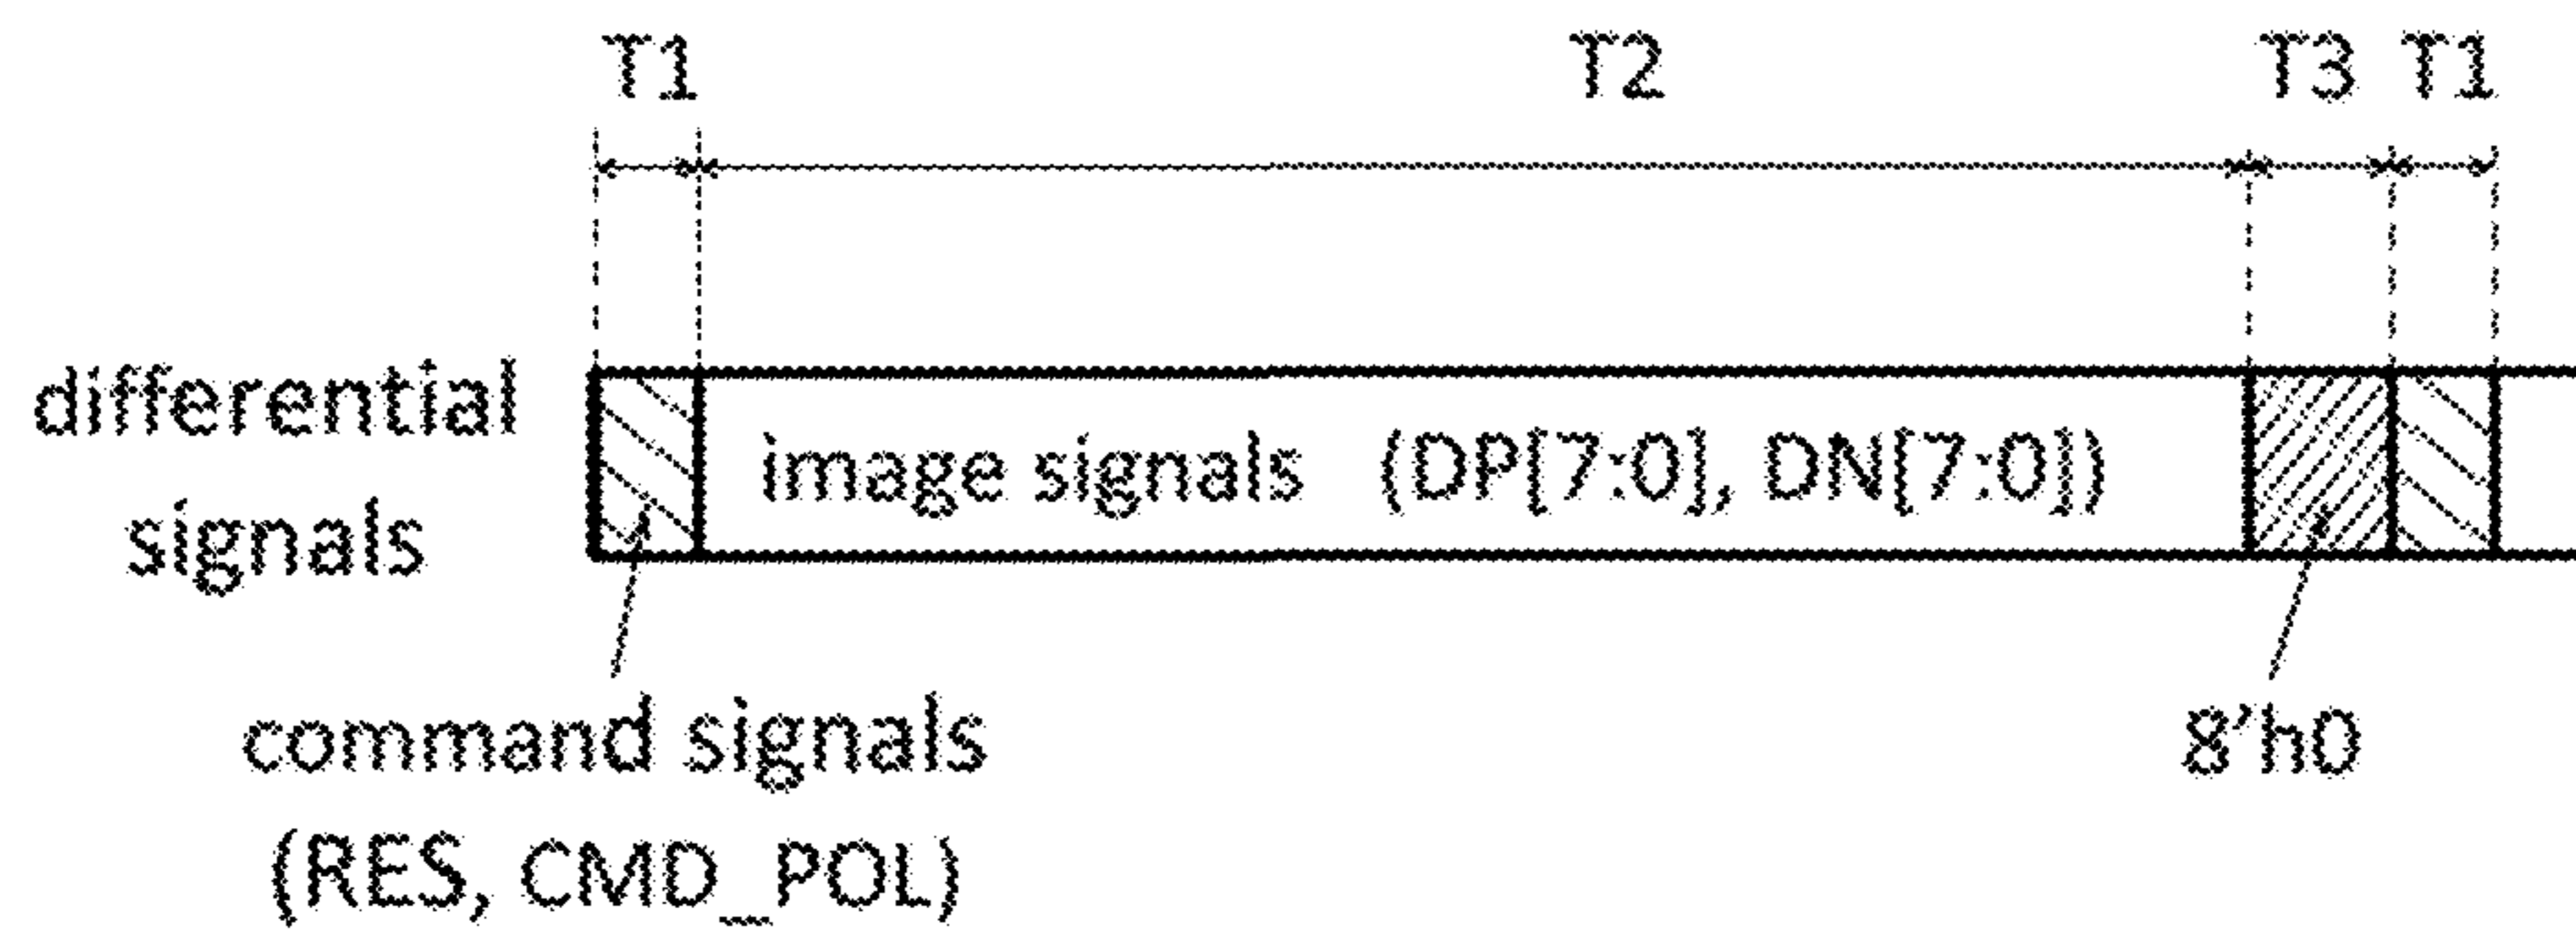 T1 T2 T3 T1
differential
signals
image signals (DP[7:0], DN[7:0])
command signals
(RES, CMD_POL)
8'h0